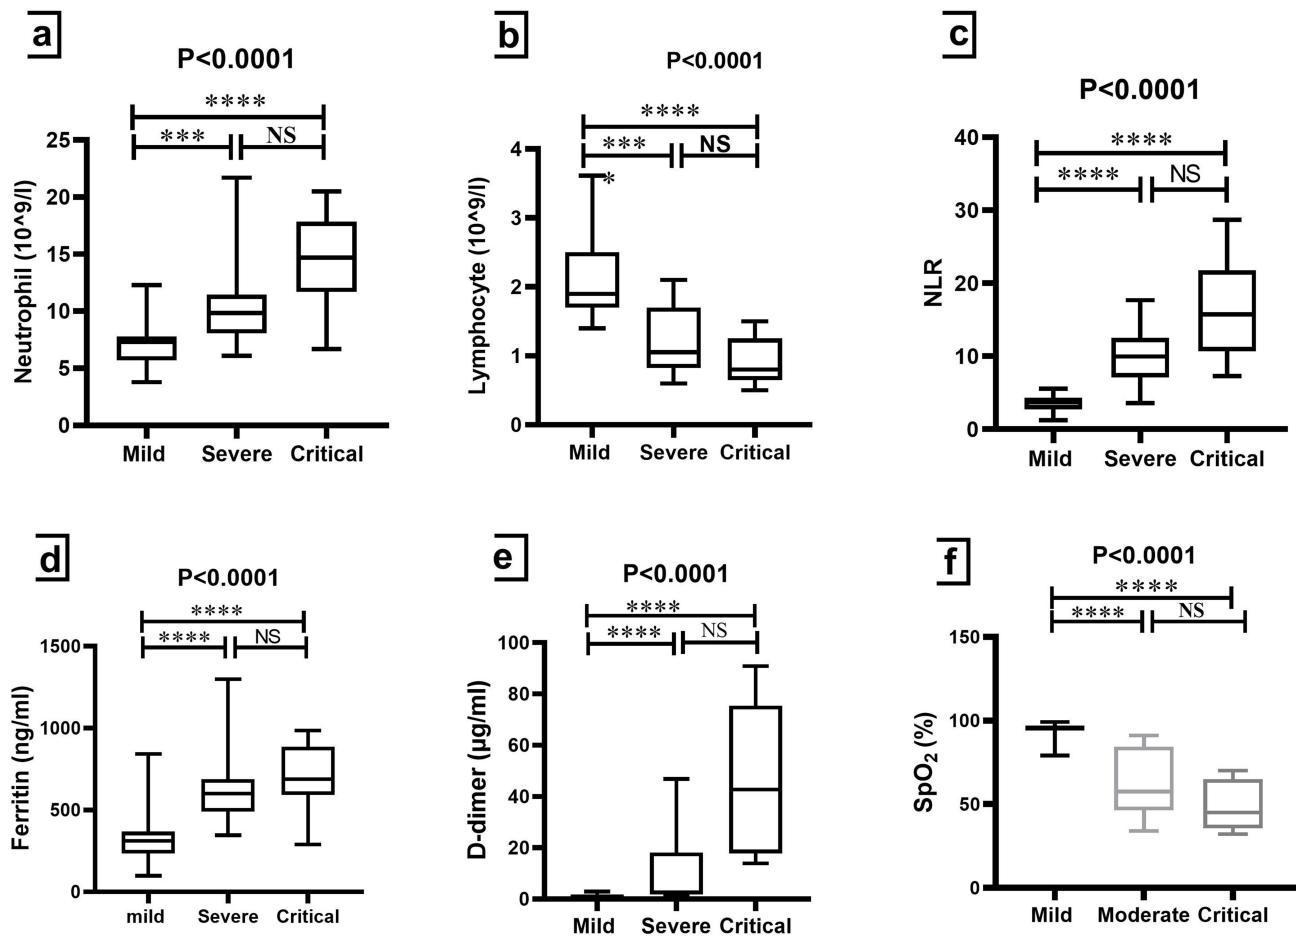 a
P<0.0001
****
***
NS
Neutrophil (10^9/l)
25
20
15
10
5
0
Mild Severe Critical
b
P<0.0001
****
***
NS
*
Lymphocyte (10^9/l)
4
3
2
1
0
Mild Severe Critical
c
P<0.0001
****
****
NS
NLR
40
30
20
10
0
Mild Severe Critical
d
P<0.0001
****
****
NS
Ferritin (ng/ml)
1500
1000
500
0
mild Severe Critical
e
P<0.0001
****
****
NS
D-dimer (µg/ml)
100
80
60
40
20
0
Mild Severe Critical
f
P<0.0001
****
****
NS
SpO2 (%)
150
100
50
0
Mild Moderate Critical